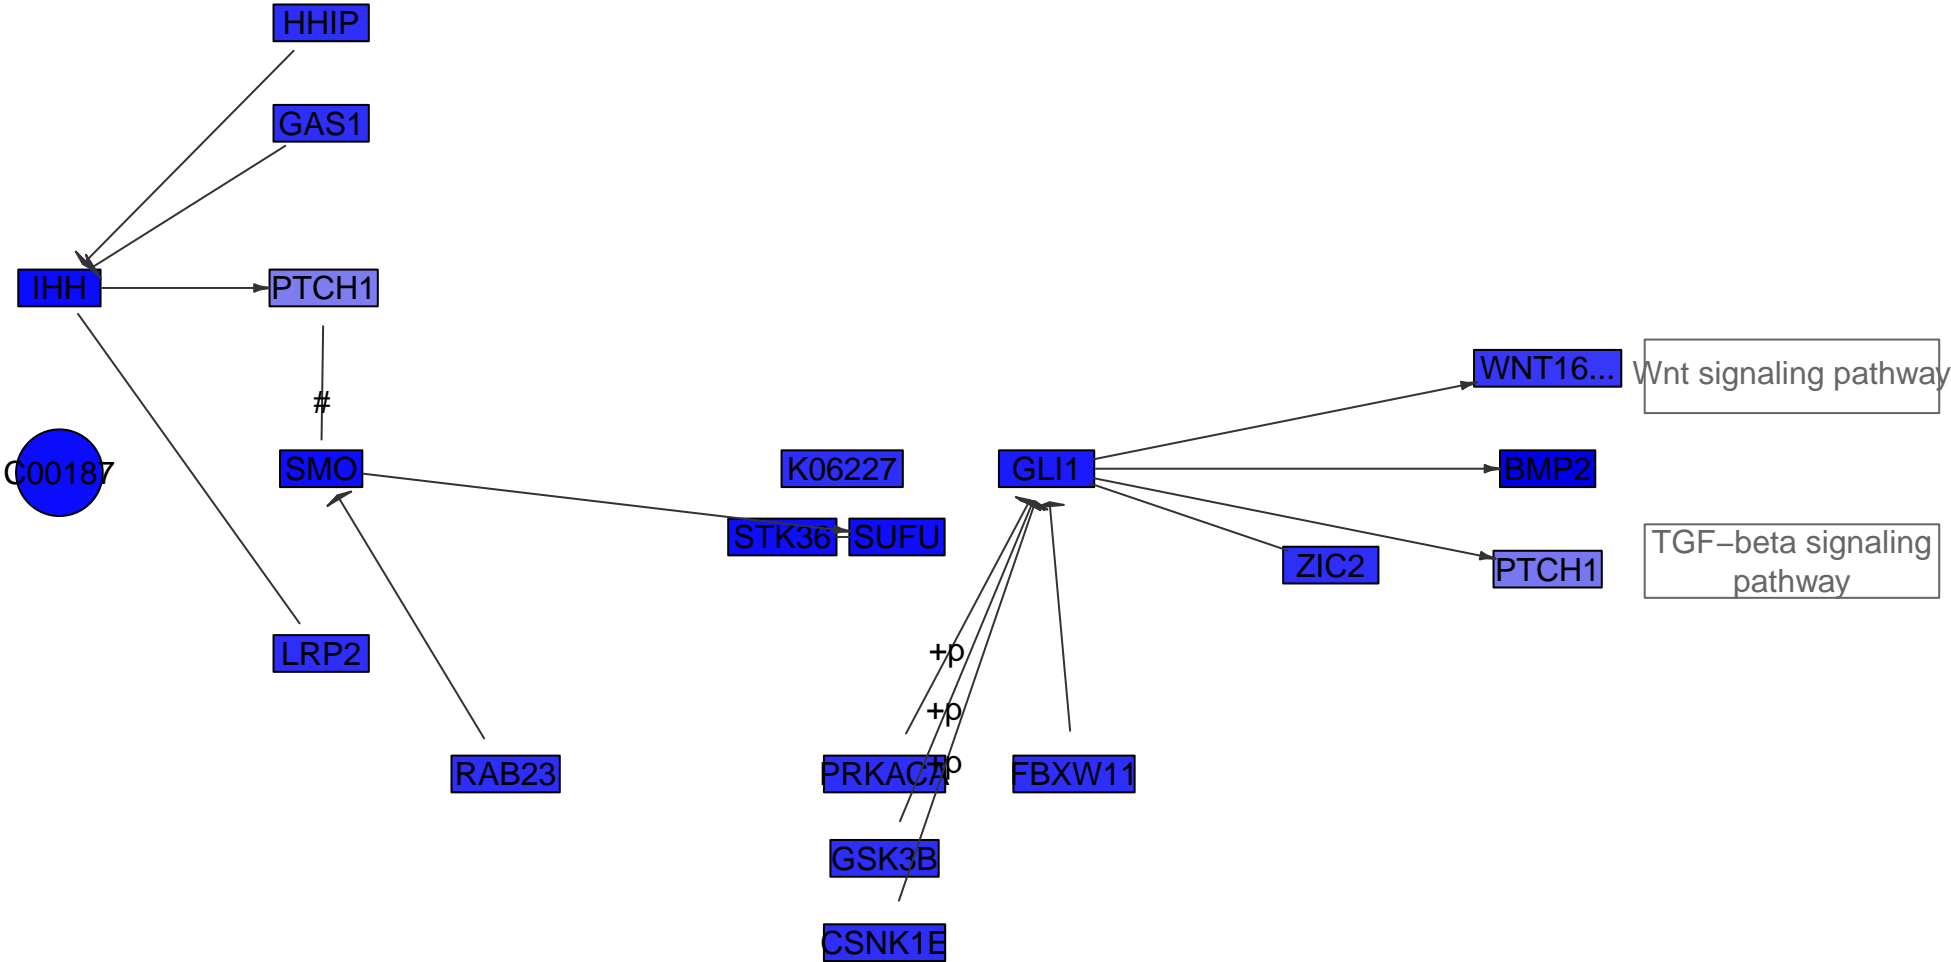 HHIP
GAS1
IHH
PTCH1
WNT16...
Wnt signaling pathway
#
C00187
SMO
K06227
GLI1
BMP2
STK36
SUFU
ZIC2
PTCH1
TGF−beta signaling
pathway
LRP2
+p
+p
+p
RAB23
PRKACA
FBXW11
GSK3B
CSNK1E